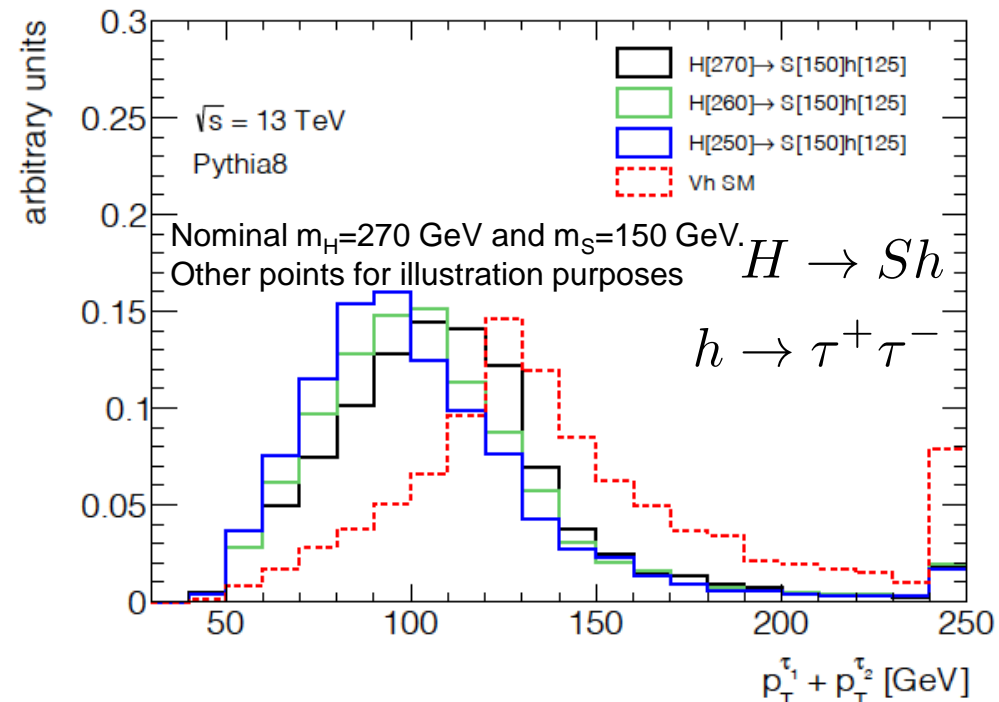 arbitrary units
0.3
0.25
0.2
0.15
0.1
0.05
0
√s = 13 TeV
Pythia8
H[270]→ S[150]h[125]
H[260]→ S[150]h[125]
H[250]→ S[150]h[125]
Vh SM
Nominal m_H=270 GeV and m_S=150 GeV.
Other points for illustration purposes
H → Sh
h → τ⁺τ⁻
50 100 150 200 250
p_T^{τ_1} + p_T^{τ_2} [GeV]